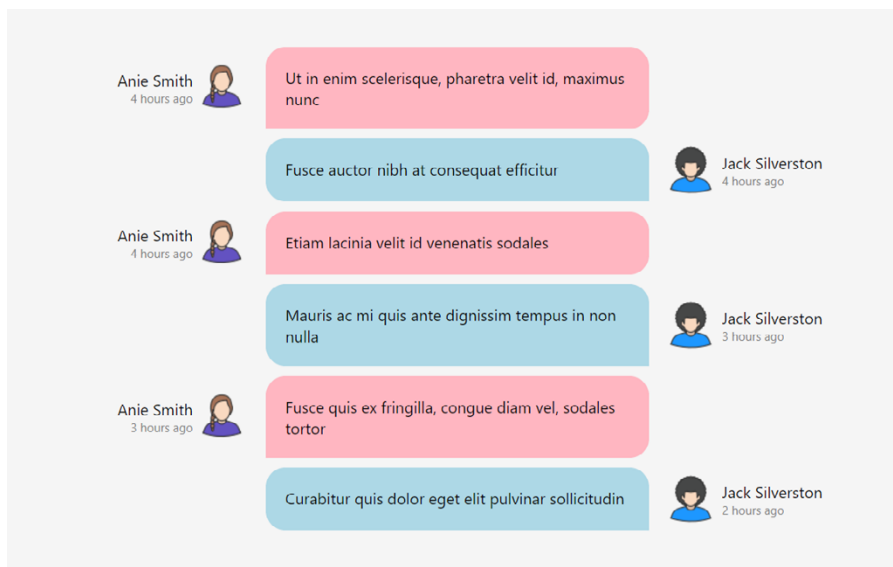 Anie Smith
4 hours ago
Ut in enim scelerisque, pharetra velit id, maximus
nunc
Fusce auctor nibh at consequat efficitur
Jack Silverston
4 hours ago
Anie Smith
4 hours ago
Etiam lacinia velit id venenatis sodales
Mauris ac mi quis ante dignissim tempus in non
nulla
Jack Silverston
3 hours ago
Anie Smith
3 hours ago
Fusce quis ex fringilla, congue diam vel, sodales
tortor
Curabitur quis dolor eget elit pulvinar sollicitudin
Jack Silverston
2 hours ago